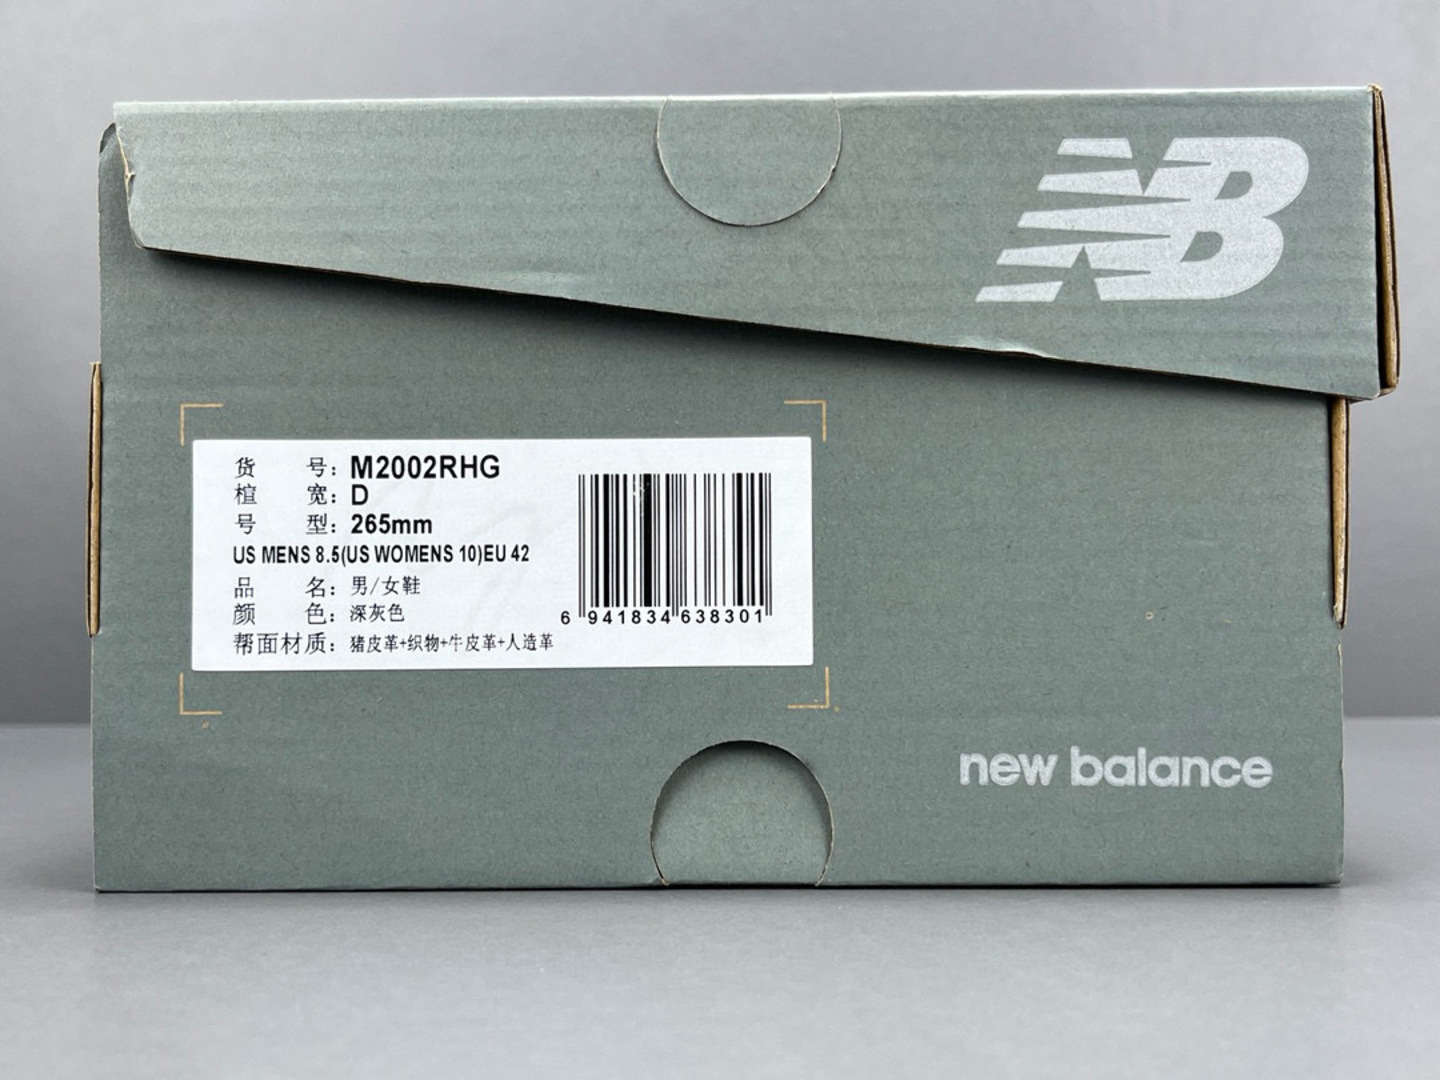 NB
货 号: M2002RHG
楦 宽: D
号 型: 265mm
US MENS 8.5(US WOMENS 10)EU 42
品 名: 男/女鞋
颜 色: 深灰色
帮面材质: 猪皮革+织物+牛皮革+人造革
6 941834 638301
new balance